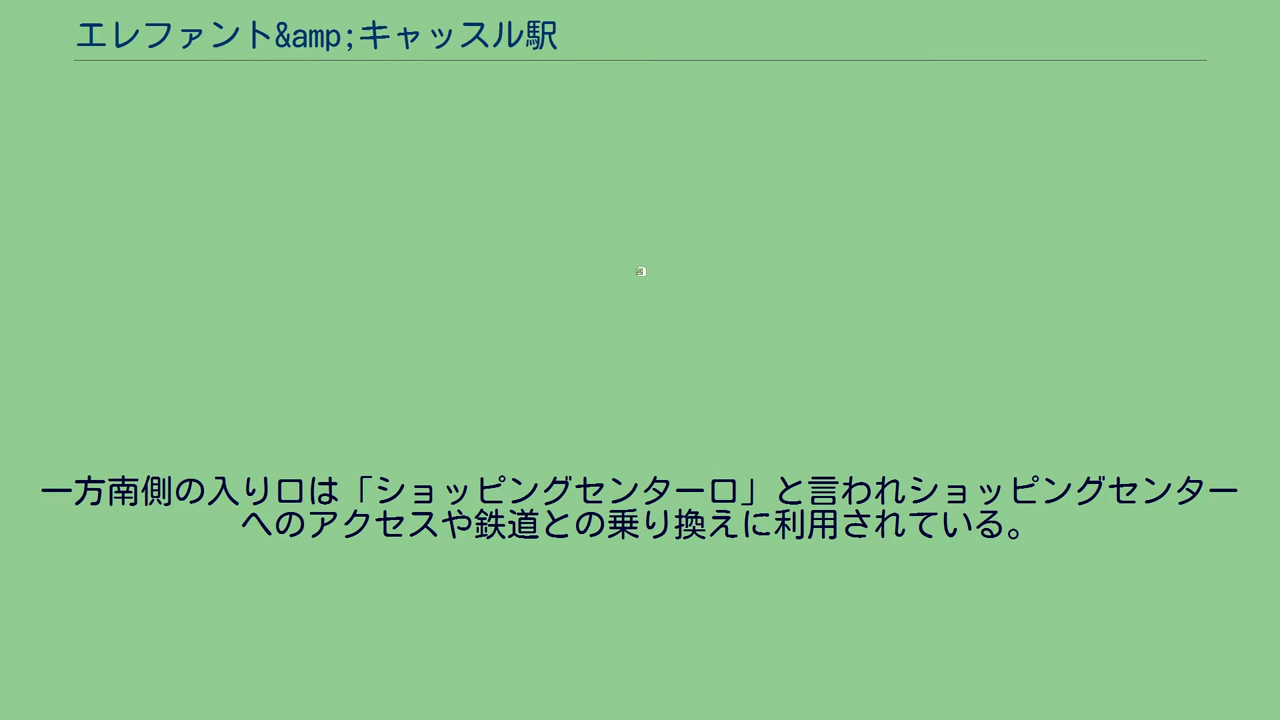 エレファント&amp;キャッスル駅
一方南側の入り口は「ショッピングセンター口」と言われショッピングセンター
へのアクセスや鉄道との乗り換えに利用されている。